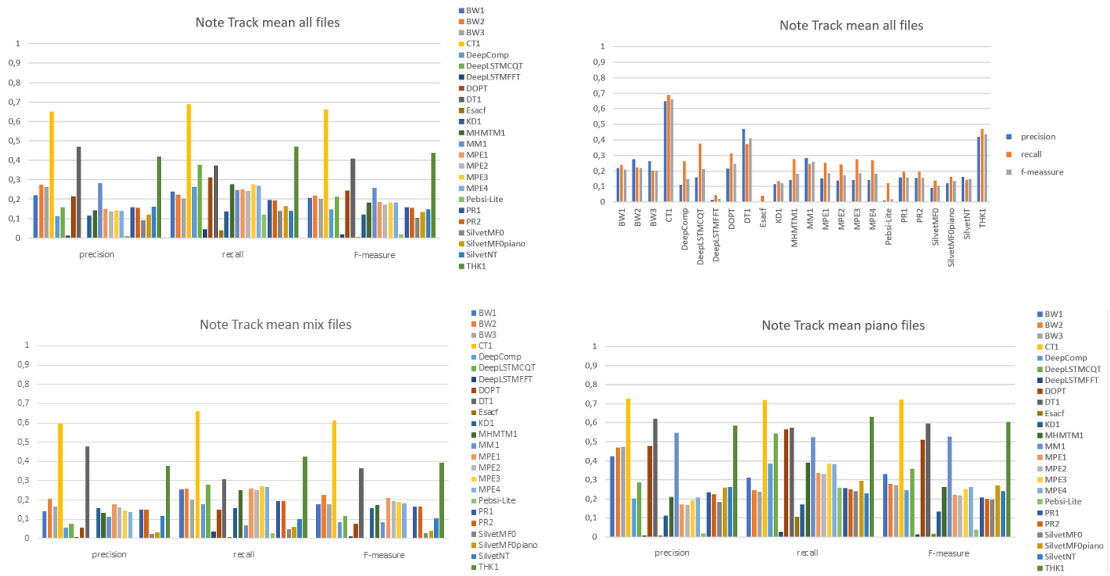 Note Track mean all files
1
0,9
0,8
0,7
0,6
0,5
0,4
0,3
0,2
0,1
0
precision
recall
F-measure
BW1
BW2
BW3
CT1
DeepComp
DeepLSTMCQT
DeepLSTMFFT
DOPT
DT1
Esacf
KD1
MHMTM1
MM1
MPE1
MPE2
MPE3
MPE4
Pebsi-Lite
PR1
PR2
SilvetMF0
SilvetMF0piano
SilvetNT
THK1
Note Track mean all files
1
0,9
0,8
0,7
0,6
0,5
0,4
0,3
0,2
0,1
0
BW1
BW2
BW3
CT1
DeepComp
DeepLSTMCQT
DeepLSTMFFT
DOPT
DT1
Esacf
KD1
MHMTM1
MM1
MPE1
MPE2
MPE3
MPE4
Pebsi-Lite
PR1
PR2
SilvetMF0
SilvetMF0piano
SilvetNT
THK1
precision
recall
f-meassure
Note Track mean mix files
1
0,9
0,8
0,7
0,6
0,5
0,4
0,3
0,2
0,1
0
precision
recall
F-measure
BW1
BW2
BW3
CT1
DeepComp
DeepLSTMCQT
DeepLSTMFFT
DOPT
DT1
Esacf
KD1
MHMTM1
MM1
MPE1
MPE2
MPE3
MPE4
Pebsi-Lite
PR1
PR2
SilvetMF0
SilvetMF0piano
SilvetNT
THK1
Note Track mean piano files
1
0,9
0,8
0,7
0,6
0,5
0,4
0,3
0,2
0,1
0
precision
recall
F-measure
BW1
BW2
BW3
CT1
DeepComp
DeepLSTMCQT
DeepLSTMFFT
DOPT
DT1
Esacf
KD1
MHMTM1
MM1
MPE1
MPE2
MPE3
MPE4
Pebsi-Lite
PR1
PR2
SilvetMF0
SilvetMF0piano
SilvetNT
THK1